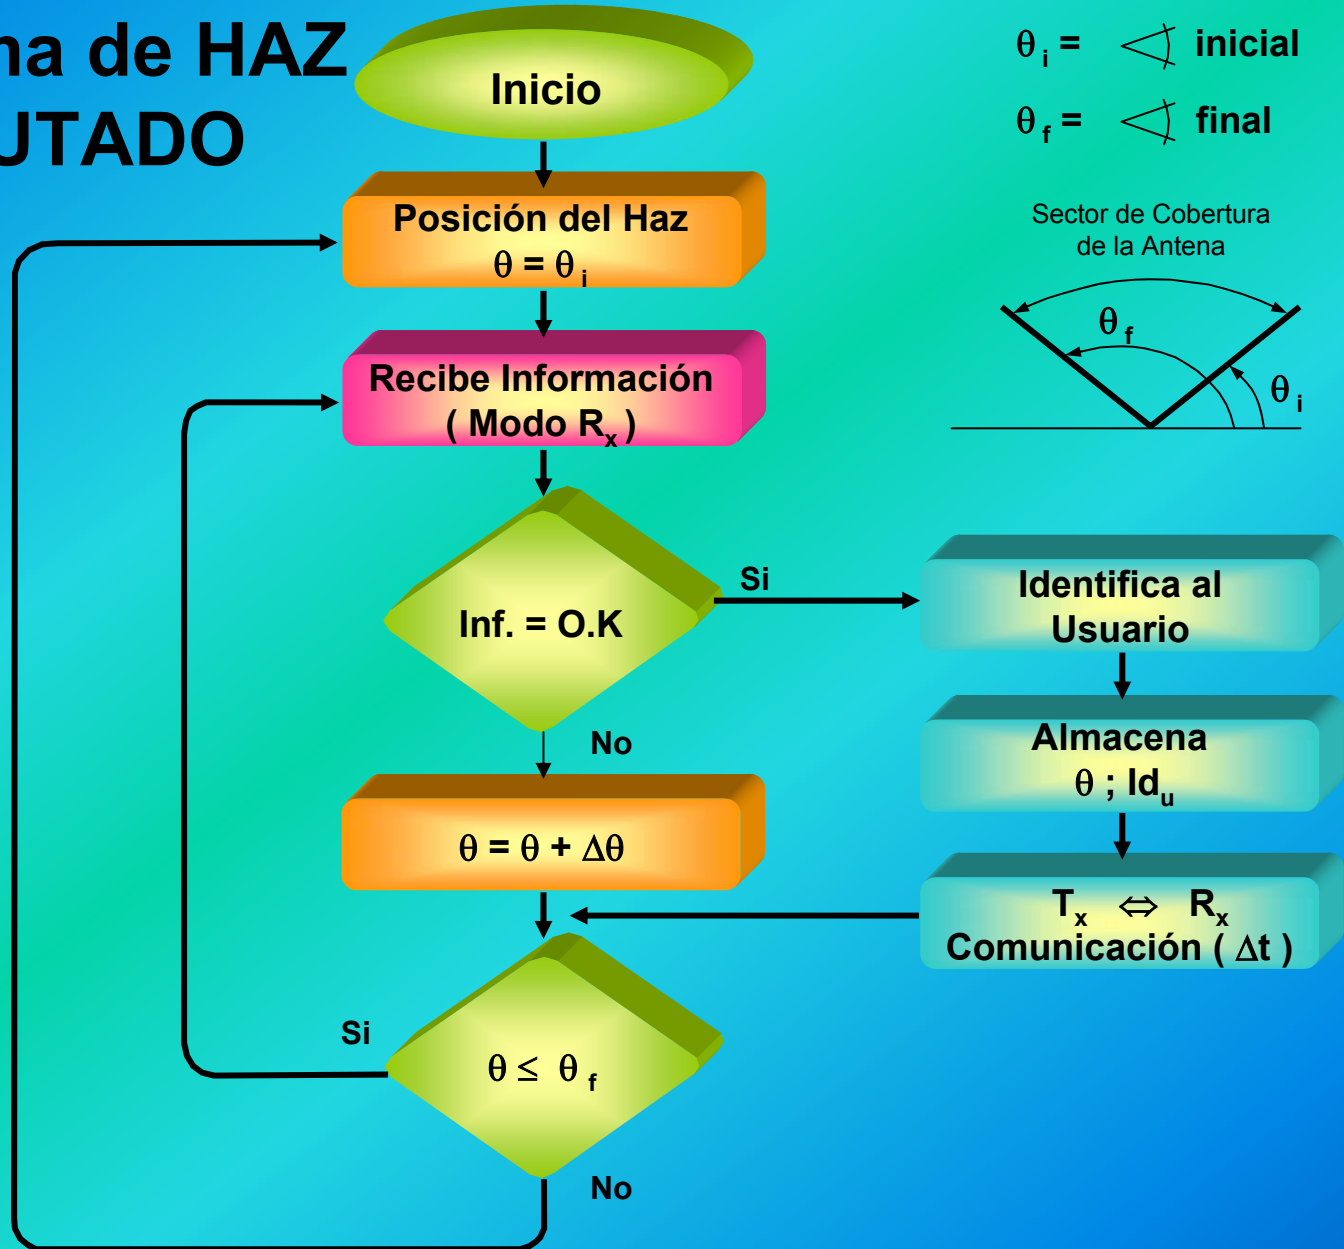 ma de HAZ
UTADO
Inicio
θi = inicial
θf = final
Posición del Haz
θ = θi
Sector de Cobertura
de la Antena
θf
θi
Recibe Información
( Modo Rx )
Inf. = O.K
Si
No
Identifica al
Usuario
Almacena
θ ; Idu
Tx ⇔ Rx
Comunicación ( Δt )
θ = θ + Δθ
θ ≤ θf
Si
No